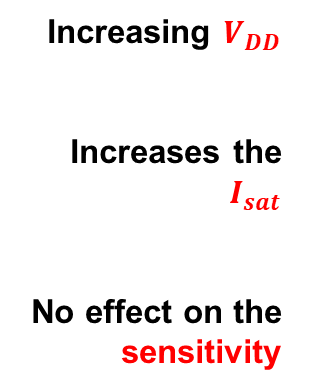 Increasing V_DD
Increases the
I_sat
No effect on the
sensitivity